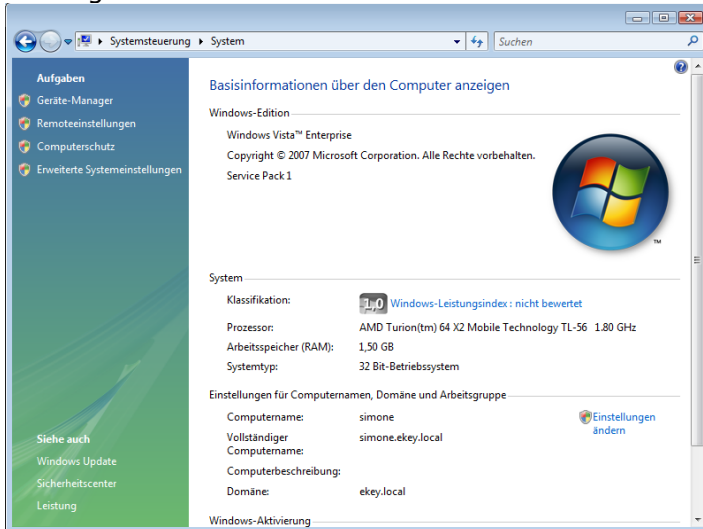 Systemsteuerung
System
Suchen
Aufgaben
Geräte-Manager
Remoteeinstellungen
Computerschutz
Erweiterte Systemeinstellungen
Basisinformationen über den Computer anzeigen
Windows-Edition
Windows Vista™ Enterprise
Copyright © 2007 Microsoft Corporation. Alle Rechte vorbehalten.
Service Pack 1
TM
System
Klassifikation:
1,0 Windows-Leistungsindex : nicht bewertet
Prozessor: AMD Turion(tm) 64 X2 Mobile Technology TL-56 1.80 GHz
Arbeitsspeicher (RAM): 1,50 GB
Systemtyp: 32 Bit-Betriebssystem
Einstellungen für Computernamen, Domäne und Arbeitsgruppe
Computername: simone
Einstellungen
ändern
Vollständiger
Computername:
simone.ekey.local
Computerbeschreibung:
Domäne: ekey.local
Windows-Aktivierung
Siehe auch
Windows Update
Sicherheitscenter
Leistung